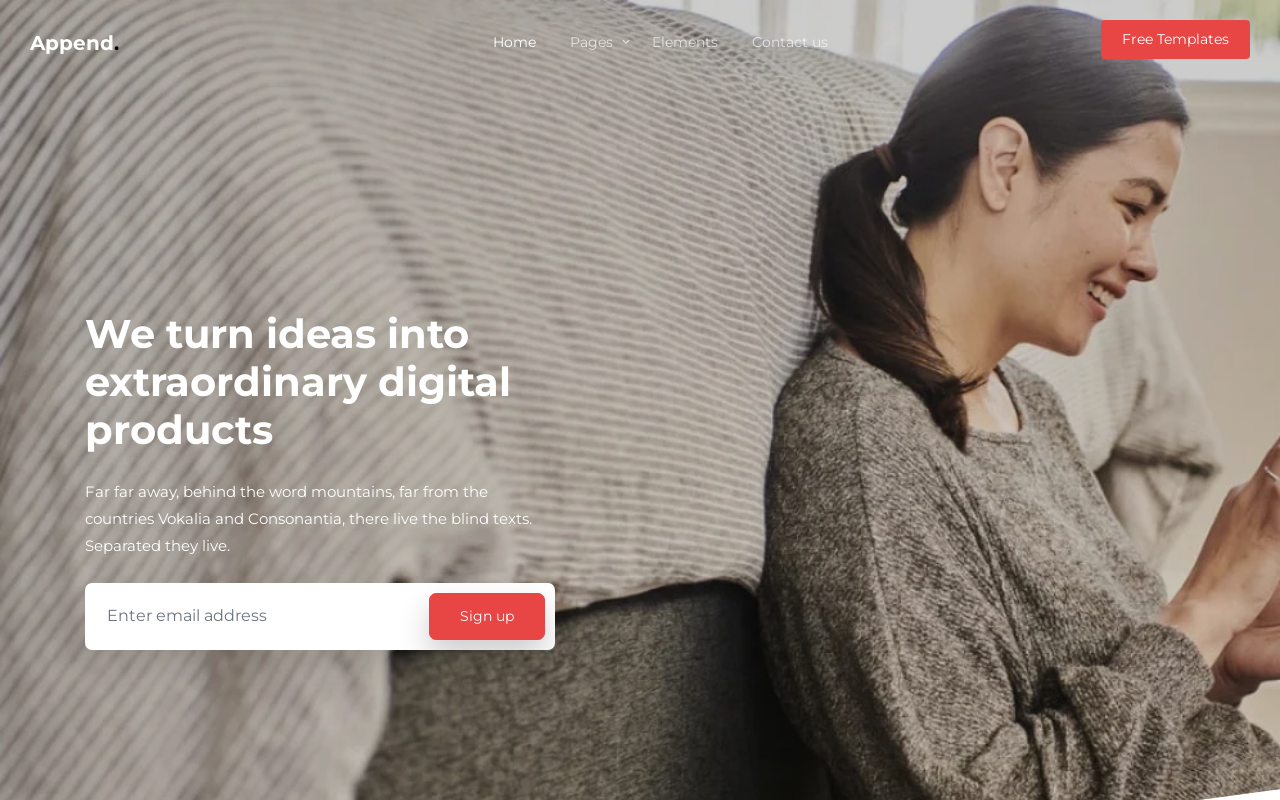 Append.
Home
Pages
Elements
Contact us
Free Templates
We turn ideas into
extraordinary digital
products
Far far away, behind the word mountains, far from the
countries Vokalia and Consonantia, there live the blind texts.
Separated they live.
Enter email address
Sign up